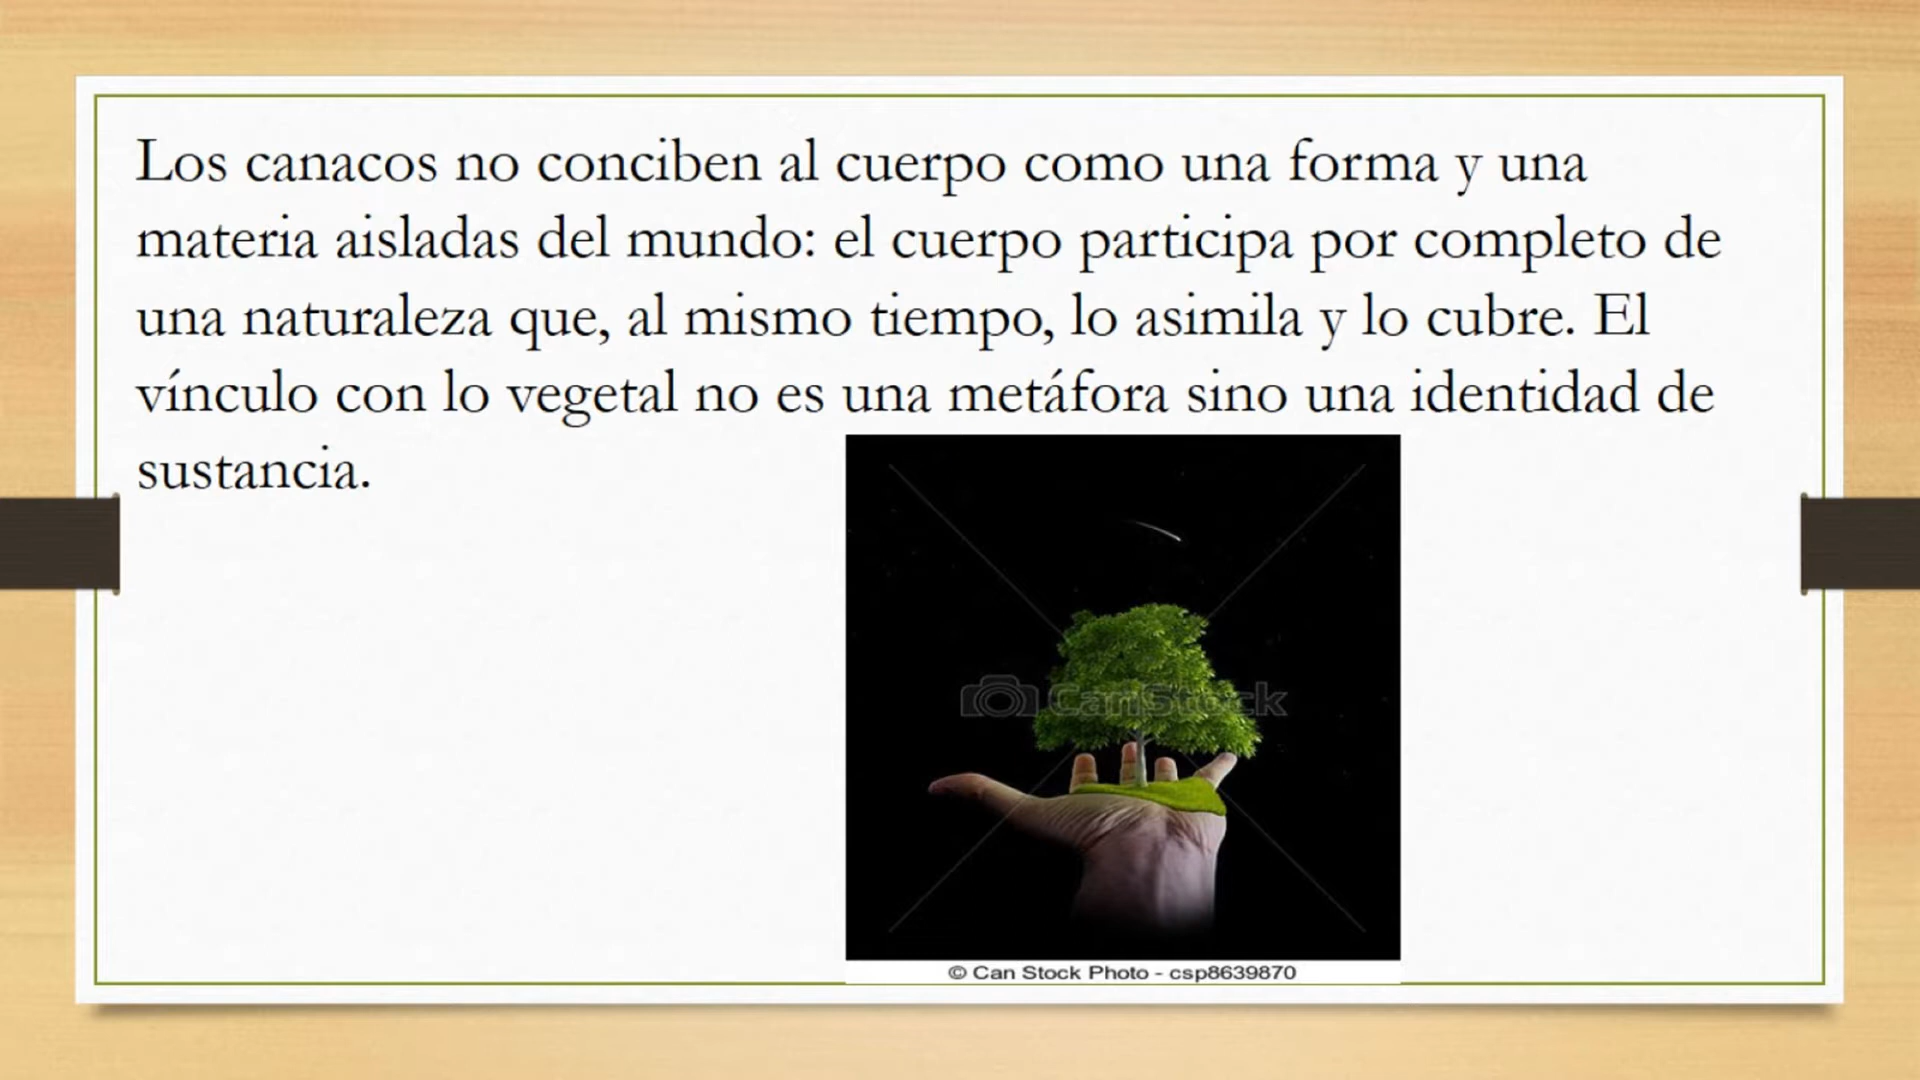 Los canacos no conciben al cuerpo como una forma y una
materia aisladas del mundo: el cuerpo participa por completo de
una naturaleza que, al mismo tiempo, lo asimila y lo cubre. El
vínculo con lo vegetal no es una metáfora sino una identidad de
sustancia.
CanStock
© Can Stock Photo - csp8639870